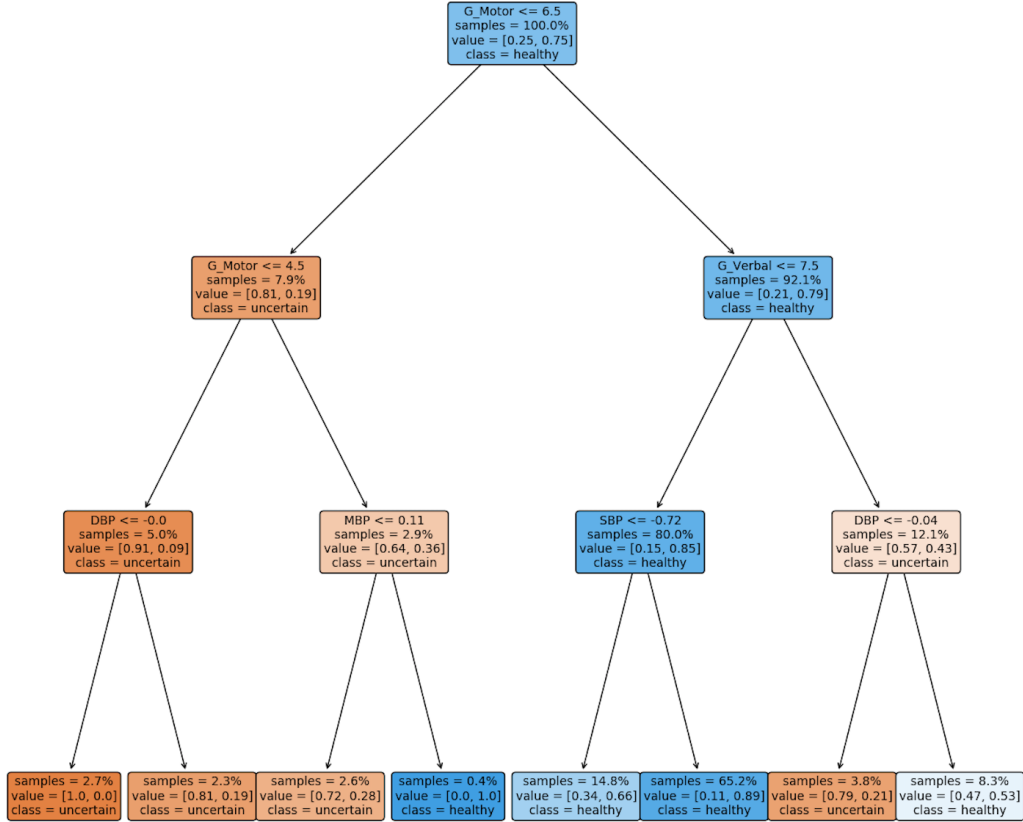 G_Motor <= 6.5
samples = 100.0%
value = [0.25, 0.75]
class = healthy
G_Motor <= 4.5
samples = 7.9%
value = [0.81, 0.19]
class = uncertain
G_Verbal <= 7.5
samples = 92.1%
value = [0.21, 0.79]
class = healthy
DBP <= -0.0
samples = 5.0%
value = [0.91, 0.09]
class = uncertain
MBP <= 0.11
samples = 2.9%
value = [0.64, 0.36]
class = uncertain
SBP <= -0.72
samples = 80.0%
value = [0.15, 0.85]
class = healthy
DBP <= -0.04
samples = 12.1%
value = [0.57, 0.43]
class = uncertain
samples = 2.7%
value = [1.0, 0.0]
class = uncertain
samples = 2.3%
value = [0.81, 0.19]
class = uncertain
samples = 2.6%
value = [0.72, 0.28]
class = uncertain
samples = 0.4%
value = [0.0, 1.0]
class = healthy
samples = 14.8%
value = [0.34, 0.66]
class = healthy
samples = 65.2%
value = [0.11, 0.89]
class = healthy
samples = 3.8%
value = [0.79, 0.21]
class = uncertain
samples = 8.3%
value = [0.47, 0.53]
class = healthy